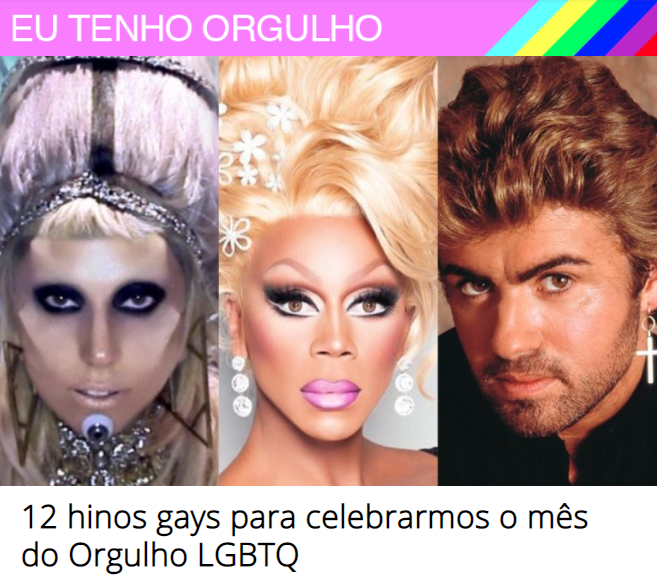 EU TENHO ORGULHO
12 hinos gays para celebrarmos o mês
do Orgulho LGBTQ